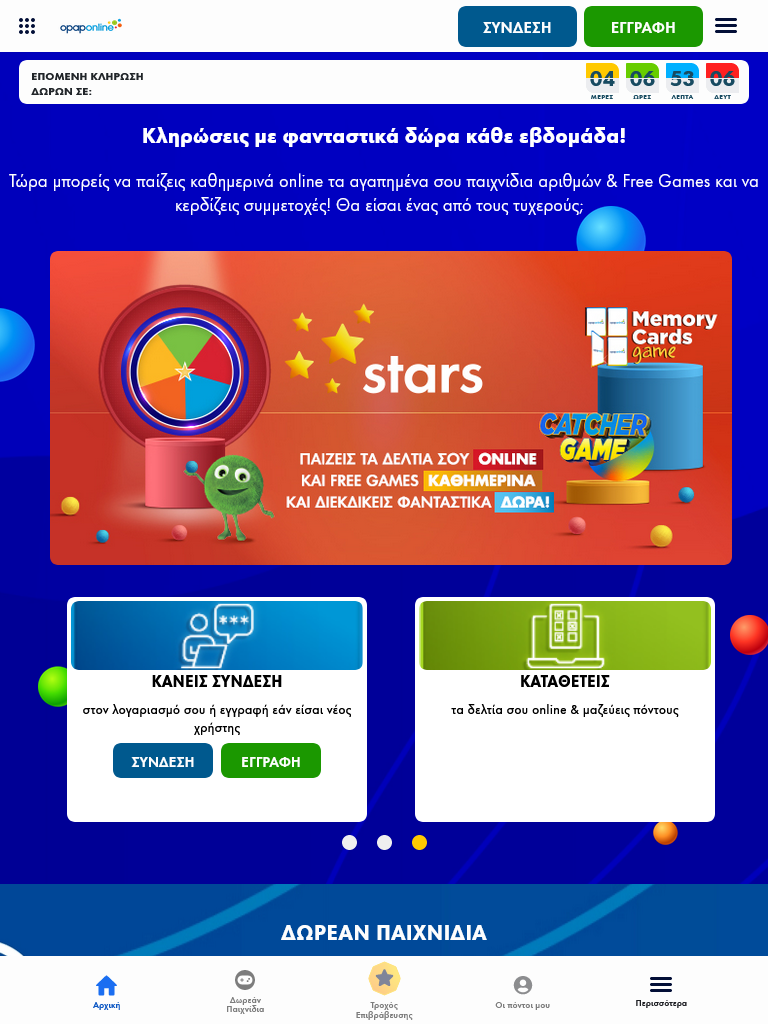 opaponline
ΣΥΝΔΕΣΗ
ΕΓΓΡΑΦΗ
ΕΠΟΜΕΝΗ ΚΛΗΡΩΣΗ
ΔΩΡΩΝ ΣΕ:
04 06 53 06
ΜΕΡΕΣ ΩΡΕΣ ΛΕΠΤΑ ΔΕΥΤ
Κληρώσεις με φανταστικά δώρα κάθε εβδομάδα!
Τώρα μπορείς να παίζεις καθημερινά online τα αγαπημένα σου παιχνίδια αριθμών & Free Games και να
κερδίζεις συμμετοχές! Θα είσαι ένας από τους τυχερούς;
stars
Memory
Cards
game
CATCHER
GAME
ΠΑΙΖΕΙΣ ΤΑ ΔΕΛΤΙΑ ΣΟΥ ONLINE
ΚΑΙ FREE GAMES ΚΑΘΗΜΕΡΙΝΑ
ΚΑΙ ΔΙΕΚΔΙΚΕΙΣ ΦΑΝΤΑΣΤΙΚΑ ΔΩΡΑ!
***
ΚΑΝΕΙΣ ΣΥΝΔΕΣΗ
στον λογαριασμό σου ή εγγραφή εάν είσαι νέος
χρήστης
ΣΥΝΔΕΣΗ
ΕΓΓΡΑΦΗ
ΚΑΤΑΘΕΤΕΙΣ
τα δελτία σου online & μαζεύεις πόντους
ΔΩΡΕΑΝ ΠΑΙΧΝΙΔΙΑ
Αρχική
Δωρεάν
Παιχνίδια
Τροχός
Επιβράβευσης
Οι πόντοι μου
Περισσότερα